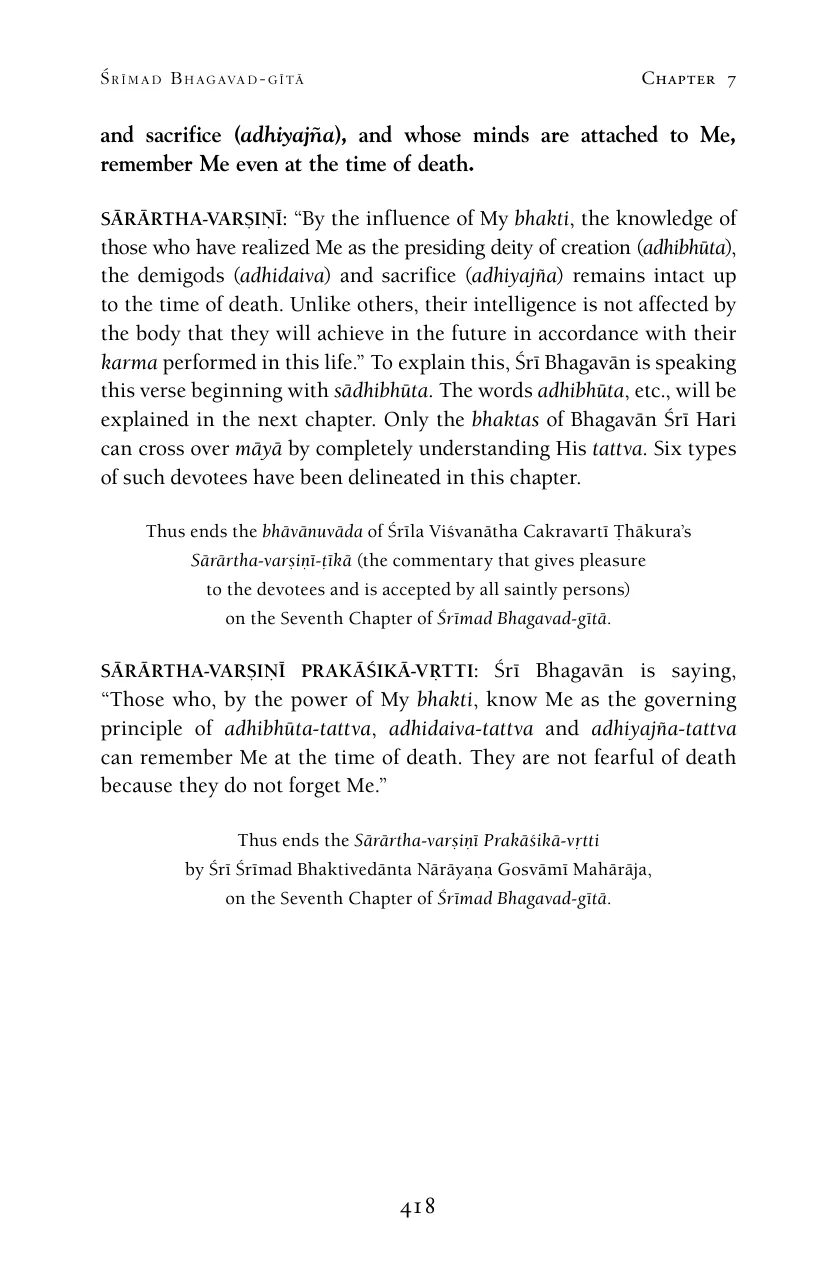 Śrīmad Bhagavad-gītā Chapter 7
and sacrifice (adhiyajña), and whose minds are attached to Me,
remember Me even at the time of death.
SĀRĀRTHA-VARṢIṆĪ: “By the influence of My bhakti, the knowledge of
those who have realized Me as the presiding deity of creation (adhibhūta),
the demigods (adhidaiva) and sacrifice (adhiyajña) remains intact up
to the time of death. Unlike others, their intelligence is not affected by
the body that they will achieve in the future in accordance with their
karma performed in this life.” To explain this, Śrī Bhagavān is speaking
this verse beginning with sādhibhūta. The words adhibhūta, etc., will be
explained in the next chapter. Only the bhaktas of Bhagavān Śrī Hari
can cross over māyā by completely understanding His tattva. Six types
of such devotees have been delineated in this chapter.
Thus ends the bhāvānuvāda of Śrīla Viśvanātha Cakravartī Ṭhākura’s
Sārārtha-varṣiṇī-ṭīkā (the commentary that gives pleasure
to the devotees and is accepted by all saintly persons)
on the Seventh Chapter of Śrīmad Bhagavad-gītā.
SĀRĀRTHA-VARṢIṆĪ PRAKĀŚIKĀ-VṚTTI: Śrī Bhagavān is saying,
“Those who, by the power of My bhakti, know Me as the governing
principle of adhibhūta-tattva, adhidaiva-tattva and adhiyajña-tattva
can remember Me at the time of death. They are not fearful of death
because they do not forget Me.”
Thus ends the Sārārtha-varṣiṇī Prakāśikā-vṛtti
by Śrī Śrīmad Bhaktivedānta Nārāyaṇa Gosvāmī Mahārāja,
on the Seventh Chapter of Śrīmad Bhagavad-gītā.
418